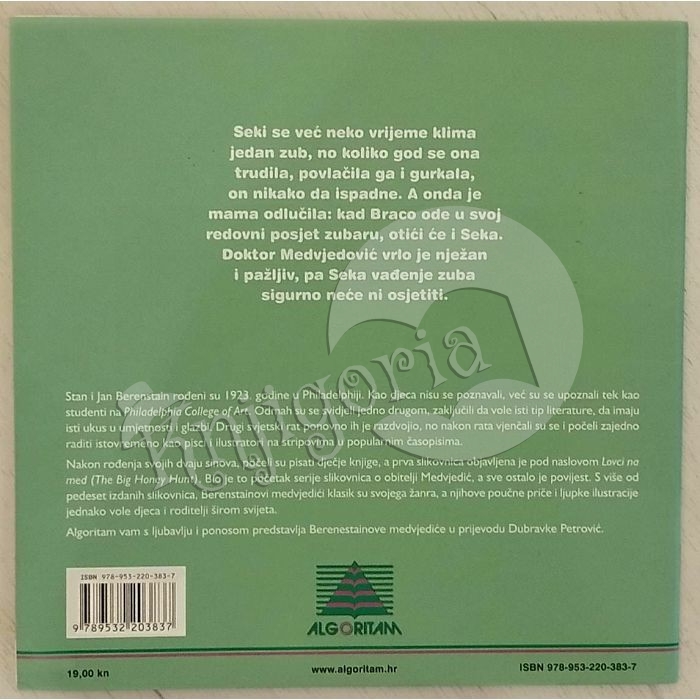 Seki se već neko vrijeme klima
jedan zub, no koliko god se ona
trudila, povlačila ga i gurkala,
on nikako da ispadne. A onda je
mama odlučila: kad Braco ode u svoj
redovni posjet zubaru, otići će i Seka.
Doktor Medvjedović vrlo je nježan
i pažljiv, pa Seka vađenje zuba
sigurno neće ni osjetiti.
Knjigoria
Stan i Jan Berenstain rođeni su 1923. godine u Philadelphiji. Kao djeca nisu se poznavali, već su se upoznali tek kao
studenti na Philadelphia College of Art. Odmah su se svidjeli jedno drugom, zaključili da vole isti tip literature, da imaju
isti ukus u umjetnosti i glazbi. Drugi svjetski rat ponovno ih je razdvojio, no nakon rata vjenčali su se i počeli zajedno
raditi istovremeno kao pisci i ilustratori na stripovima u popularnim časopisima.
Nakon rođenja svojih dvaju sinova, počeli su pisati dječje knjige, a prva slikovnica objavljena je pod naslovom Lovci na
med (The Big Honey Hunt). Bio je to početak serije slikovnica o obitelji Medvjedić, a sve ostalo je povijest. S više od
pedeset izdanih slikovnica, Berenstainovi medvjedići klasik su svojega žanra, a njihove poučne priče i ljupke ilustracije
jednako vole djeca i roditelji širom svijeta.
Algoritam vam s ljubavlju i ponosom predstavlja Berenestainove medvjediće u prijevodu Dubravke Petrović.
ISBN 978-953-220-383-7
9 789532 203837
ALGORITAM
19,00 kn
www.algoritam.hr
ISBN 978-953-220-383-7